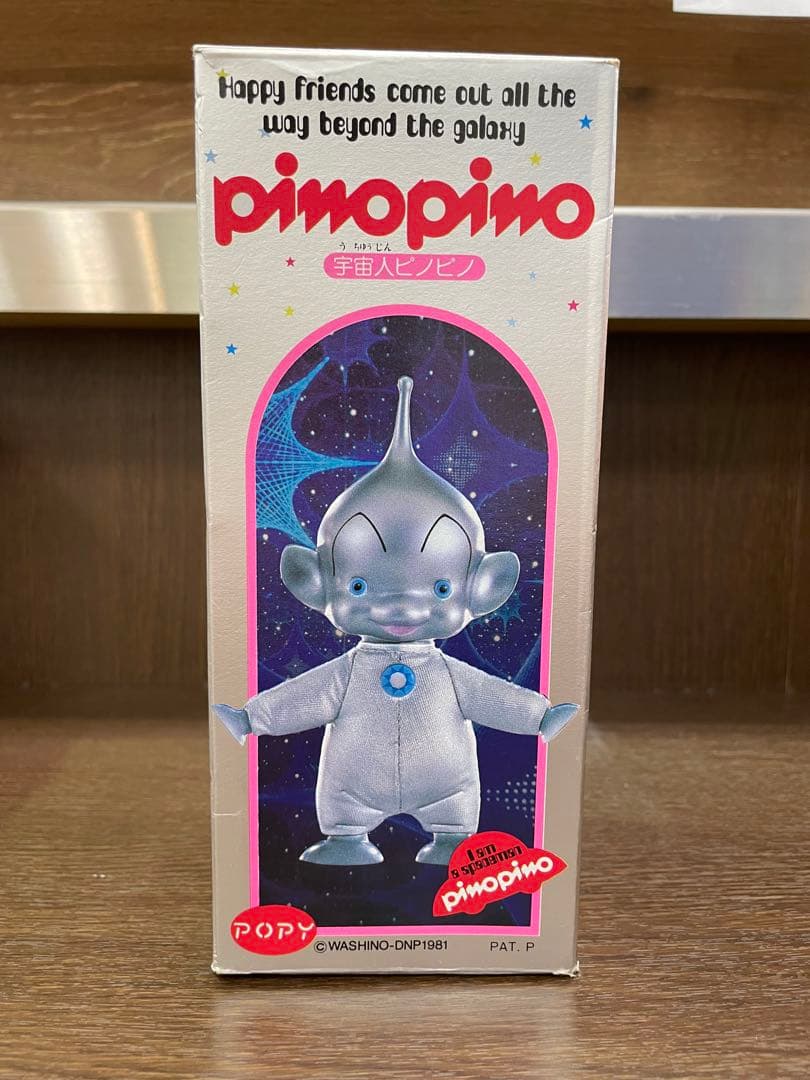 Happy friends come out all the
way beyond the galaxy
pinopino
うちゅうじん
宇宙人ピノピノ
I am
a spaceman
pinopino
POPY
©WASHINO-DNP1981
PAT. P